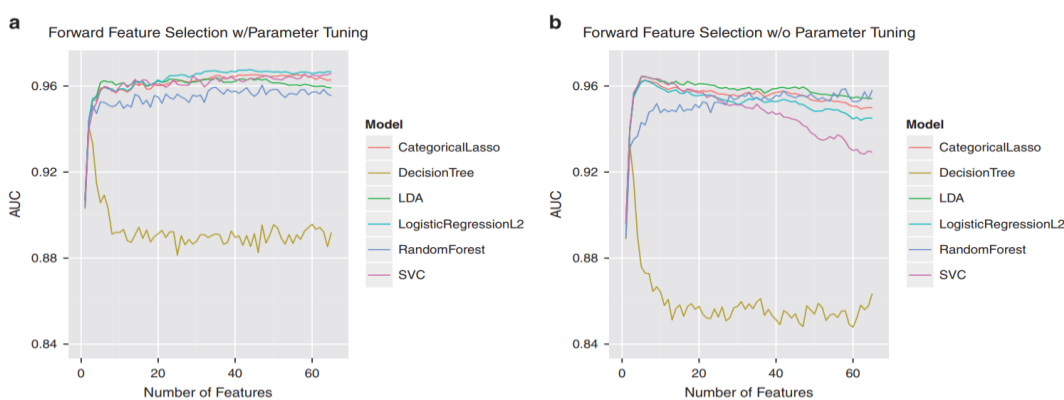 a
Forward Feature Selection w/Parameter Tuning
0.96
0.92
0.88
0.84
AUC
0
20
40
60
Number of Features
Model
CategoricalLasso
DecisionTree
LDA
LogisticRegressionL2
RandomForest
SVC
b
Forward Feature Selection w/o Parameter Tuning
0.96
0.92
0.88
0.84
AUC
0
20
40
60
Number of Features
Model
CategoricalLasso
DecisionTree
LDA
LogisticRegressionL2
RandomForest
SVC